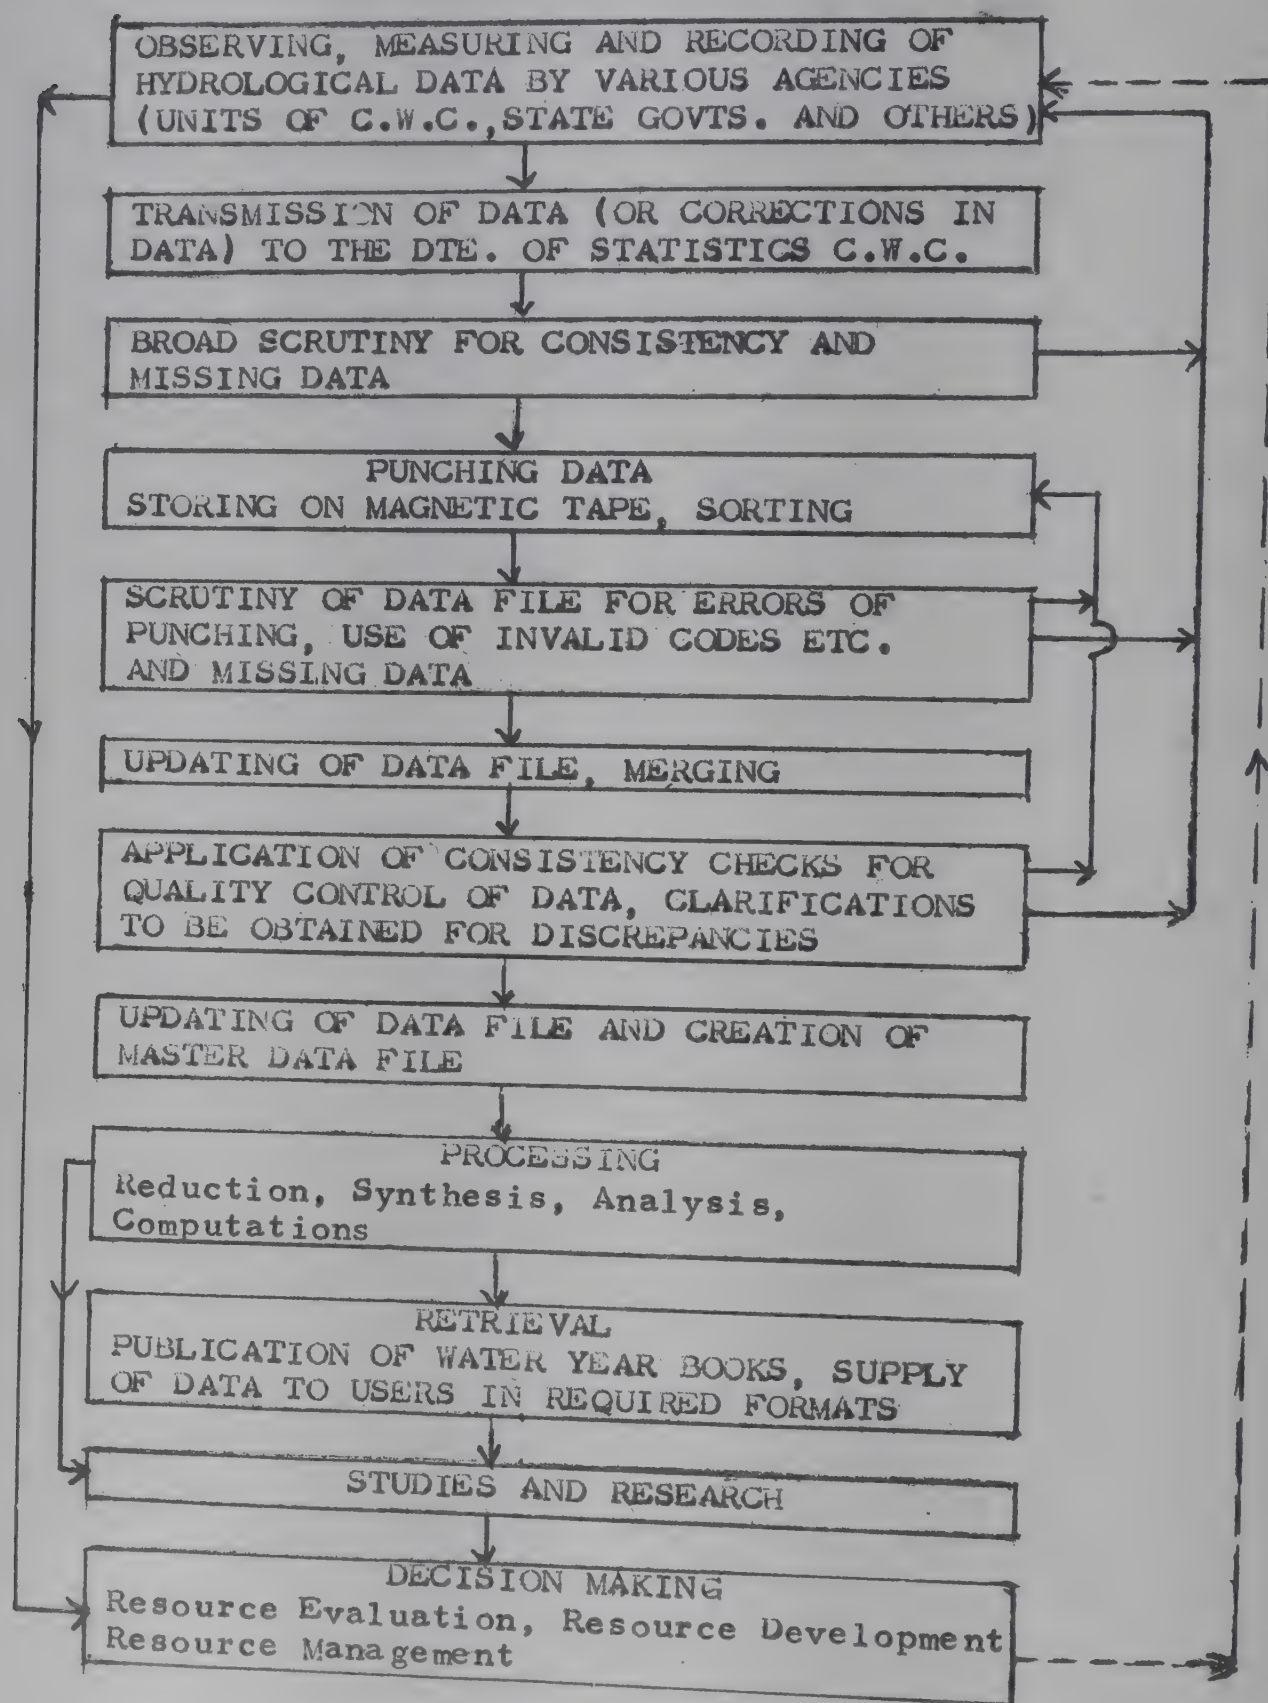 OBSERVING, MEASURING AND RECORDING OF
HYDROLOGICAL DATA BY VARIOUS AGENCIES
(UNITS OF C.W.C., STATE GOVTS. AND OTHERS)
TRANSMISSION OF DATA (OR CORRECTIONS IN
DATA) TO THE DTE. OF STATISTICS C.W.C.
BROAD SCRUTINY FOR CONSISTENCY AND
MISSING DATA
PUNCHING DATA
STORING ON MAGNETIC TAPE, SORTING
SCRUTINY OF DATA FILE FOR ERRORS OF
PUNCHING, USE OF INVALID CODES ETC.
AND MISSING DATA
UPDATING OF DATA FILE, MERGING
APPLICATION OF CONSISTENCY CHECKS FOR
QUALITY CONTROL OF DATA, CLARIFICATIONS
TO BE OBTAINED FOR DISCREPANCIES
UPDATING OF DATA FILE AND CREATION OF
MASTER DATA FILE
PROCESSING
Reduction, Synthesis, Analysis,
Computations
RETRIEVAL
PUBLICATION OF WATER YEAR BOOKS, SUPPLY
OF DATA TO USERS IN REQUIRED FORMATS
STUDIES AND RESEARCH
DECISION MAKING
Resource Evaluation, Resource Development
Resource Management